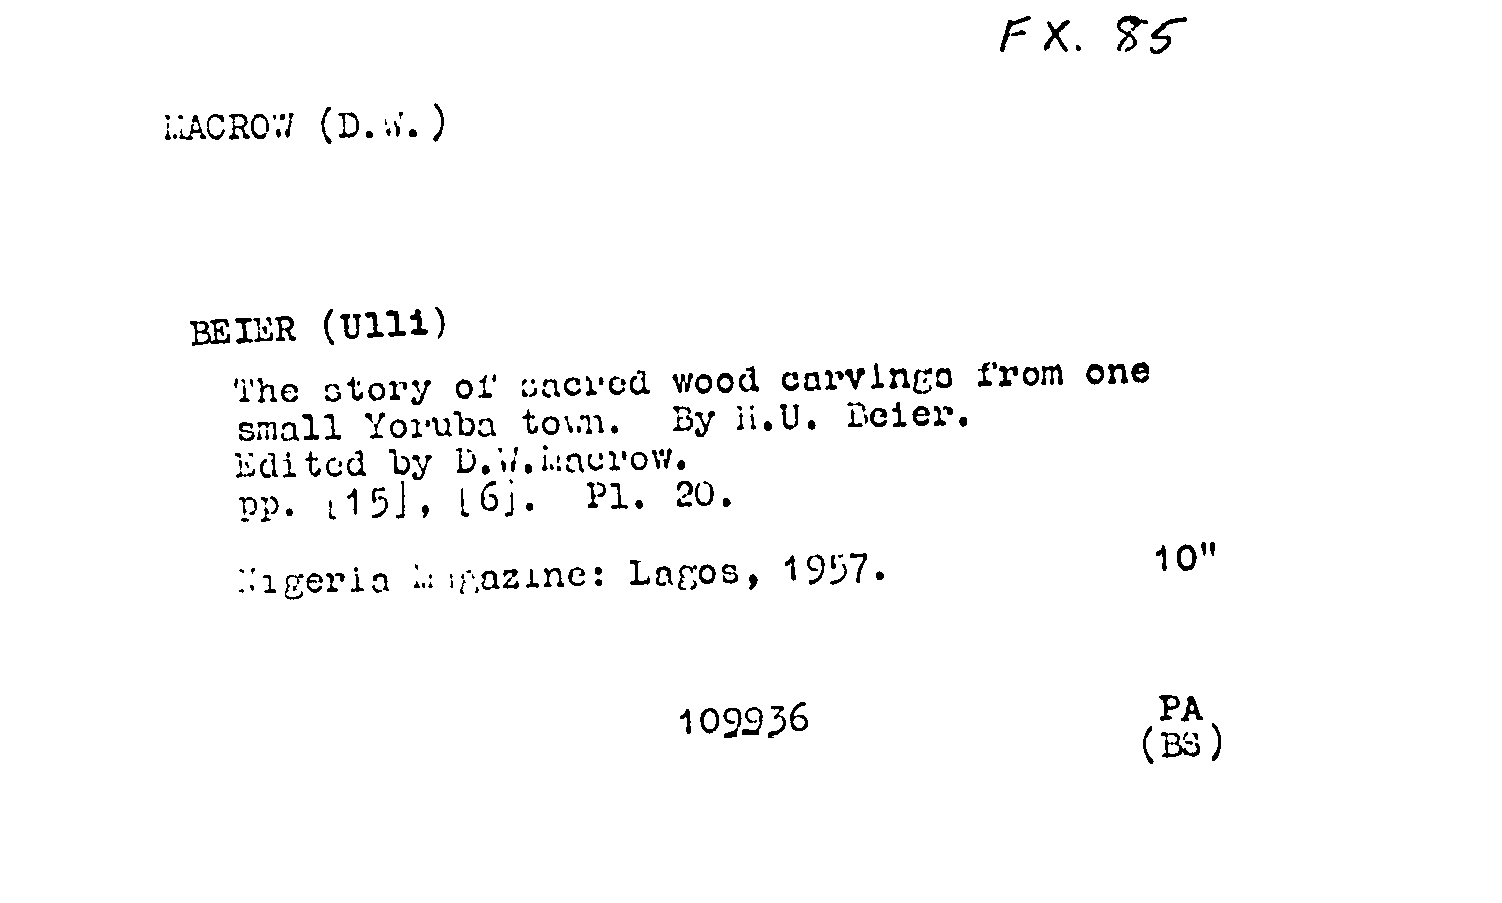 FX. 85
MACROW (D.W.)
BEIER (Ulli)
The story of sacred wood carvings from one
small Yoruba town.  By H.U. Beier.
Edited by D.W.Macrow.
pp. [15], [6].  Pl. 20.
Nigeria Magazine: Lagos, 1957.  10"
109936  PA
(BS)